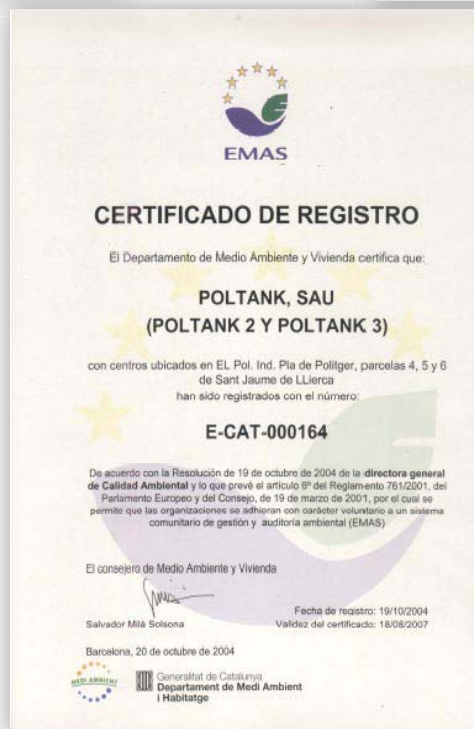 EMAS
CERTIFICADO DE REGISTRO
El Departamento de Medio Ambiente y Vivienda certifica que:
POLTANK, SAU
(POLTANK 2 Y POLTANK 3)
con centros ubicados en EL Pol. Ind. Pla de Politger, parcelas 4, 5 y 6
de Sant Jaume de LLierca
han sido registrados con el número:
E-CAT-000164
De acuerdo con la Resolución de 19 de octubre de 2004 de la directora general
de Calidad Ambiental y lo que prevé el artículo 6º del Reglamento 761/2001, del
Parlamento Europeo y del Consejo, de 19 de marzo de 2001, por el cual se
permite que las organizaciones se adhieran con carácter voluntario a un sistema
comunitario de gestión y auditoría ambiental (EMAS)
El consejero de Medio Ambiente y Vivienda
Salvador Milà Solsona
Fecha de registro: 19/10/2004
Validez del certificado: 18/08/2007
Barcelona, 20 de octubre de 2004
MEDI AMBIENT
Generalitat de Catalunya
Departament de Medi Ambient
i Habitatge